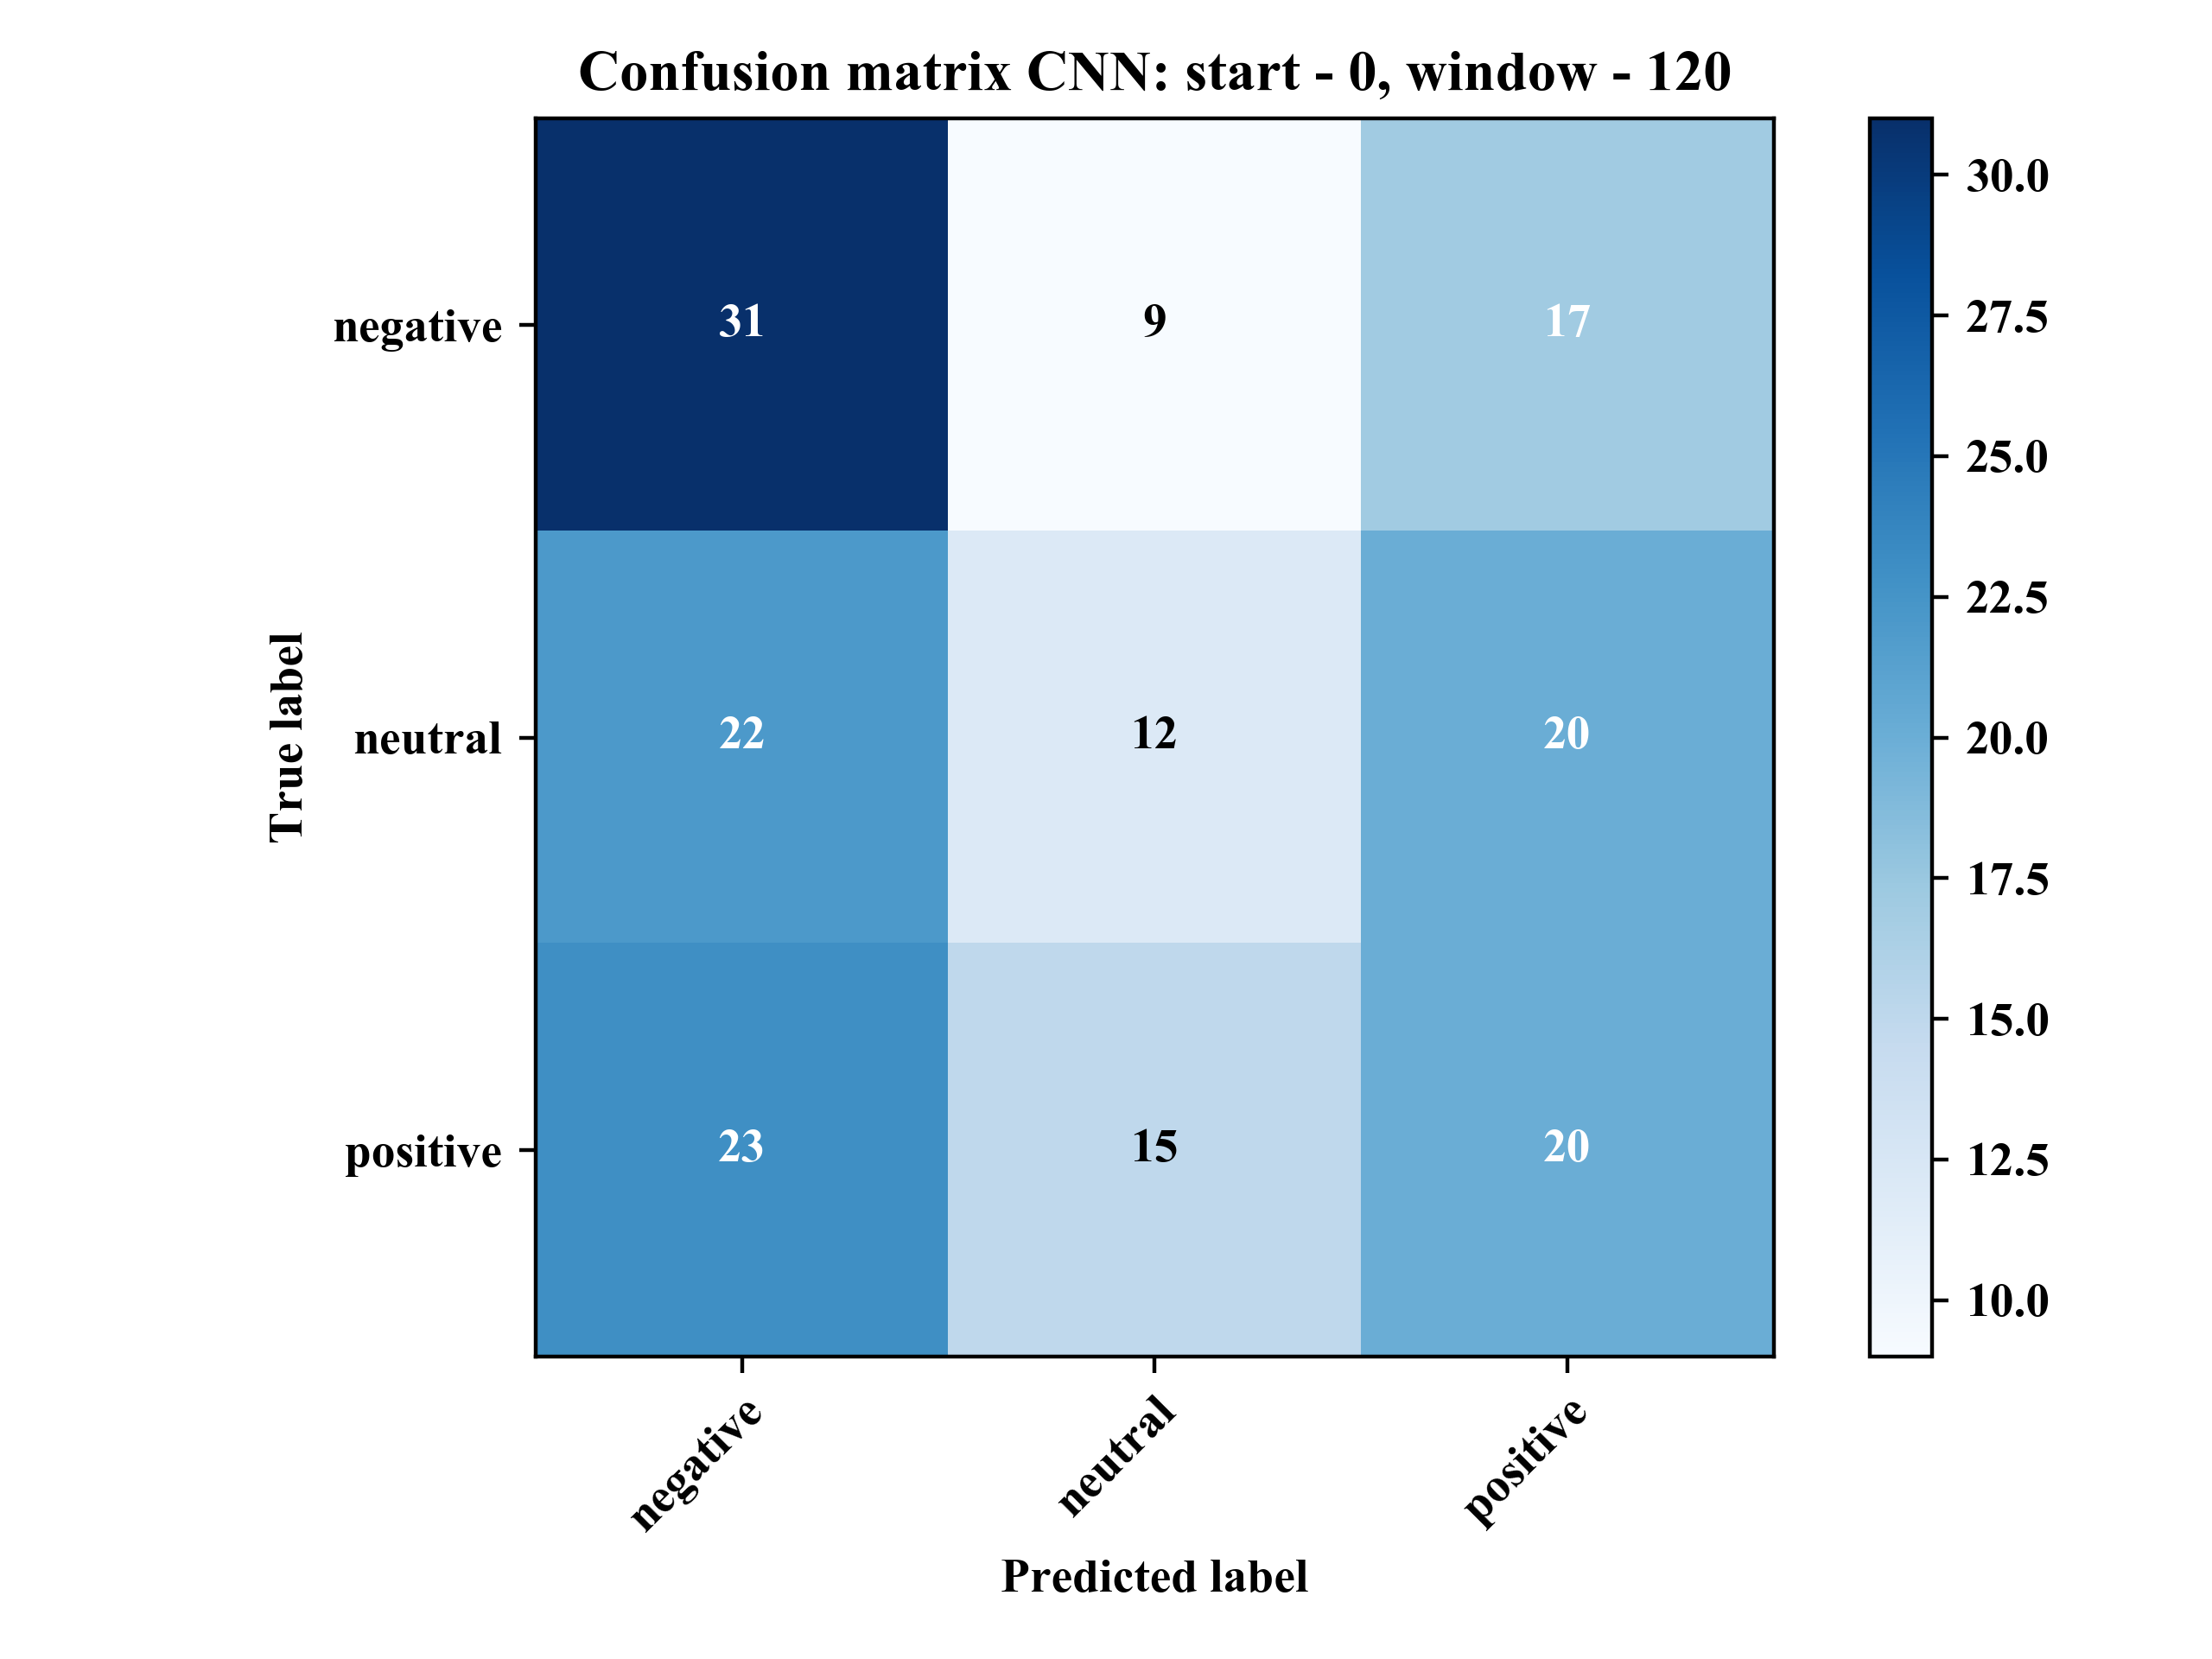 Confusion matrix CNN: start - 0, window - 120
True label
negative
31 9 17
neutral
22 12 20
positive
23 15 20
negative
neutral
positive
Predicted label
30.0
27.5
25.0
22.5
20.0
17.5
15.0
12.5
10.0